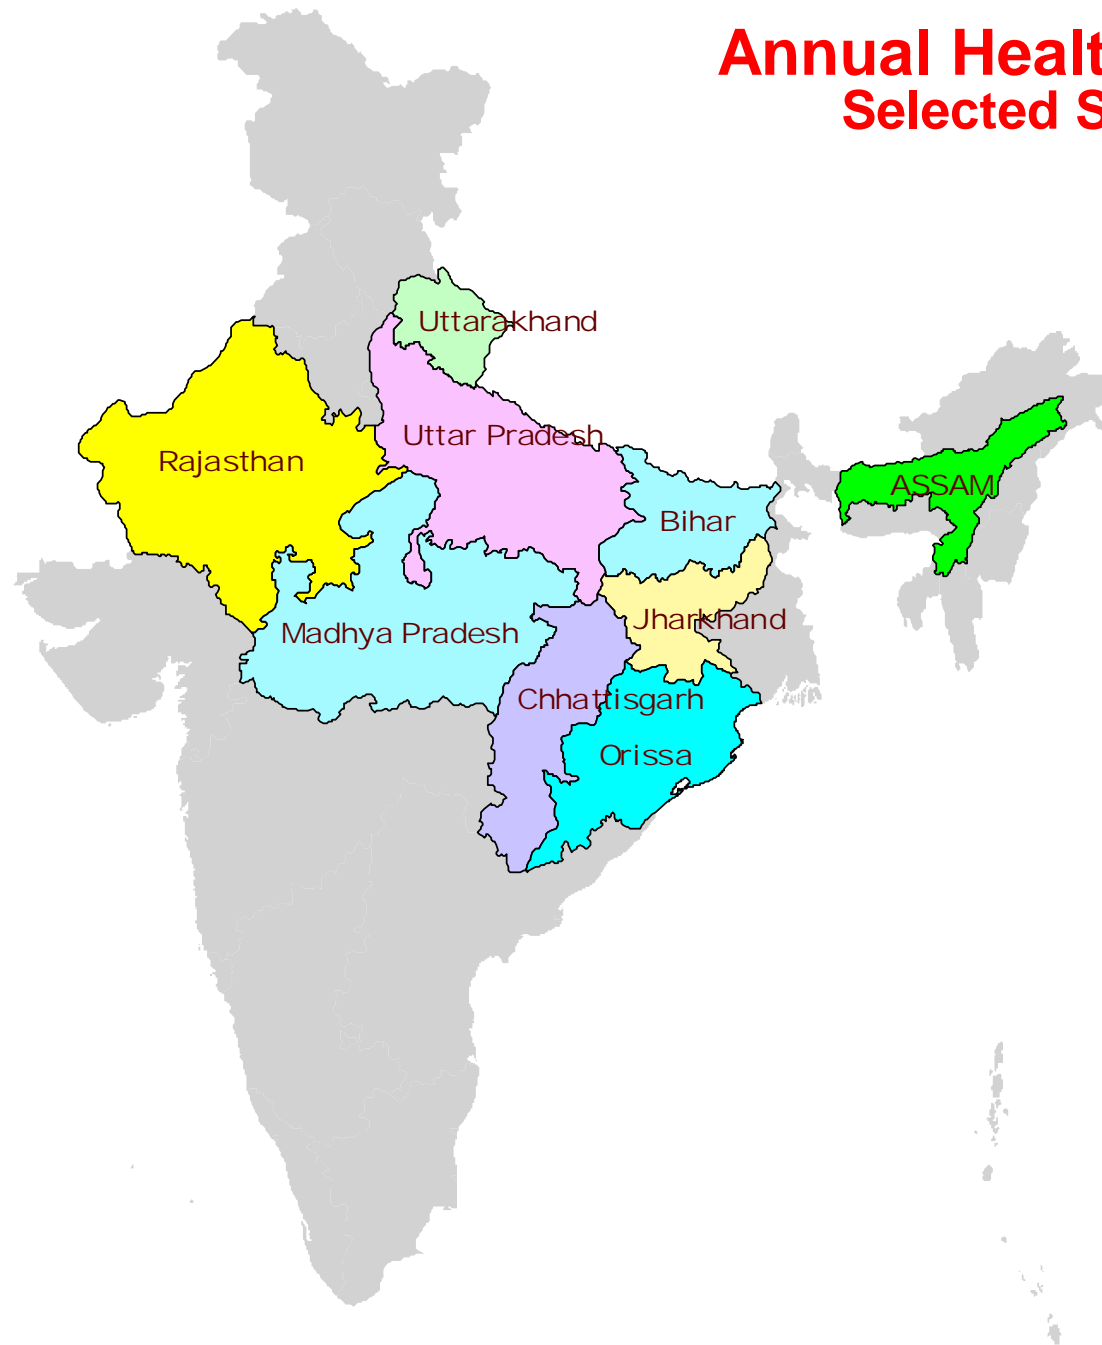 Annual Healt
Selected S
Uttarakhand
Uttar Pradesh
Rajasthan
ASSAM
Bihar
Jharkhand
Madhya Pradesh
Chhattisgarh
Orissa